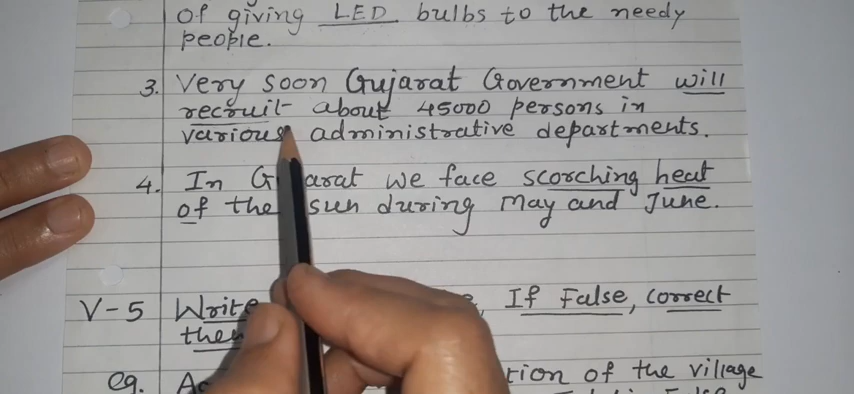 of giving LED bulbs to the needy
people.
3. Very soon Gujarat Government will
recruit about 45000 persons in
various administrative departments.
4. In G arat we face scorching heat
of the sun during May and June.
V-5 Write If False, correct
them
eg. tion of the village